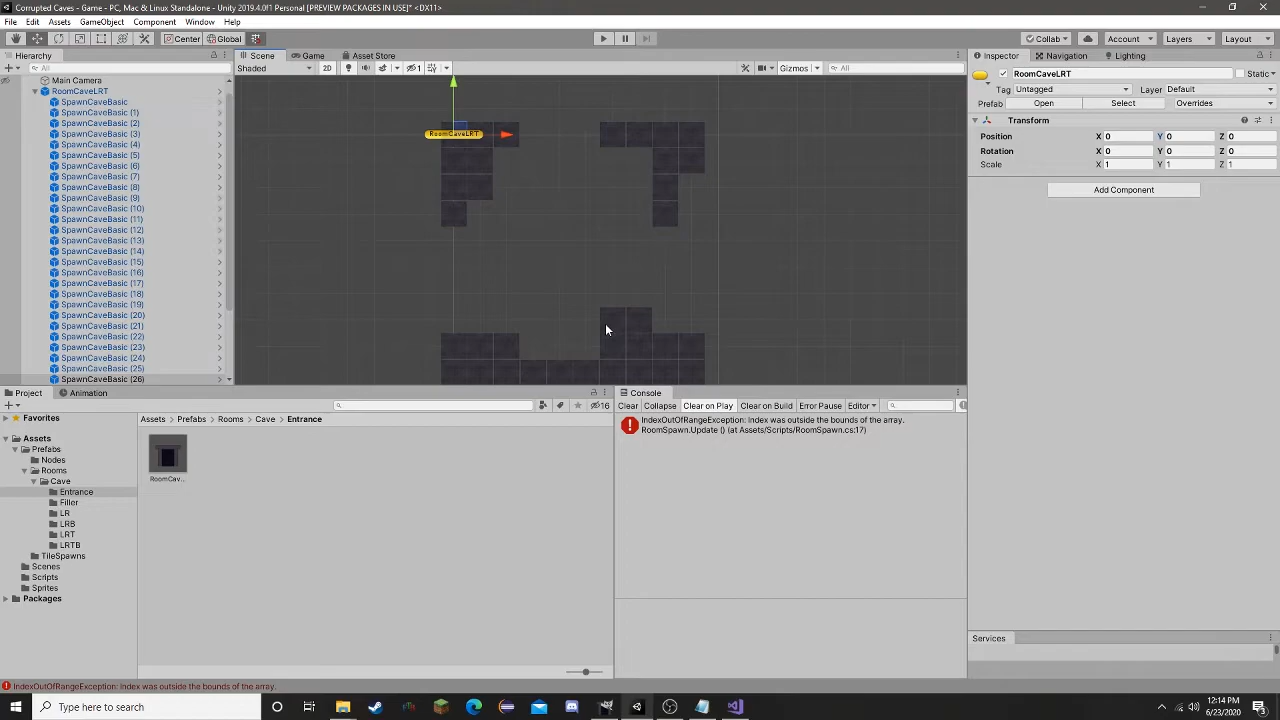 Corrupted Caves - Game - PC, Mac & Linux Standalone - Unity 2019.4.0f1 Personal [PREVIEW PACKAGES IN USE]* <DX11>
File Edit Assets GameObject Component Window Help
Center Global Collab Account Layers Layout
Hierarchy
All
Main Camera
RoomCaveLRT
SpawnCaveBasic
SpawnCaveBasic (1)
SpawnCaveBasic (2)
SpawnCaveBasic (3)
SpawnCaveBasic (4)
SpawnCaveBasic (5)
SpawnCaveBasic (6)
SpawnCaveBasic (7)
SpawnCaveBasic (8)
SpawnCaveBasic (9)
SpawnCaveBasic (10)
SpawnCaveBasic (11)
SpawnCaveBasic (12)
SpawnCaveBasic (13)
SpawnCaveBasic (14)
SpawnCaveBasic (15)
SpawnCaveBasic (16)
SpawnCaveBasic (17)
SpawnCaveBasic (18)
SpawnCaveBasic (19)
SpawnCaveBasic (20)
SpawnCaveBasic (21)
SpawnCaveBasic (22)
SpawnCaveBasic (23)
SpawnCaveBasic (24)
SpawnCaveBasic (25)
SpawnCaveBasic (26)
Scene Game Asset Store
Shaded 2D 1 Gizmos All
RoomCaveLRT
Inspector Navigation Lighting
RoomCaveLRT Static
Tag Untagged Layer Default
Prefab Open Select Overrides
Transform
Position X 0 Y 0 Z 0
Rotation X 0 Y 0 Z 0
Scale X 1 Y 1 Z 1
Add Component
Services
Project Animation
16
Favorites
Assets
Prefabs
Nodes
Rooms
Cave
Entrance
Filler
LR
LRB
LRT
LRTB
TileSpawns
Scenes
Scripts
Sprites
Packages
Assets > Prefabs > Rooms > Cave > Entrance
RoomCav...
Console
Clear Collapse Clear on Play Clear on Build Error Pause Editor
IndexOutOfRangeException: Index was outside the bounds of the array.
RoomSpawn.Update () (at Assets/Scripts/RoomSpawn.cs:17)
IndexOutOfRangeException: Index was outside the bounds of the array.
Type here to search
12:14 PM
6/23/2020